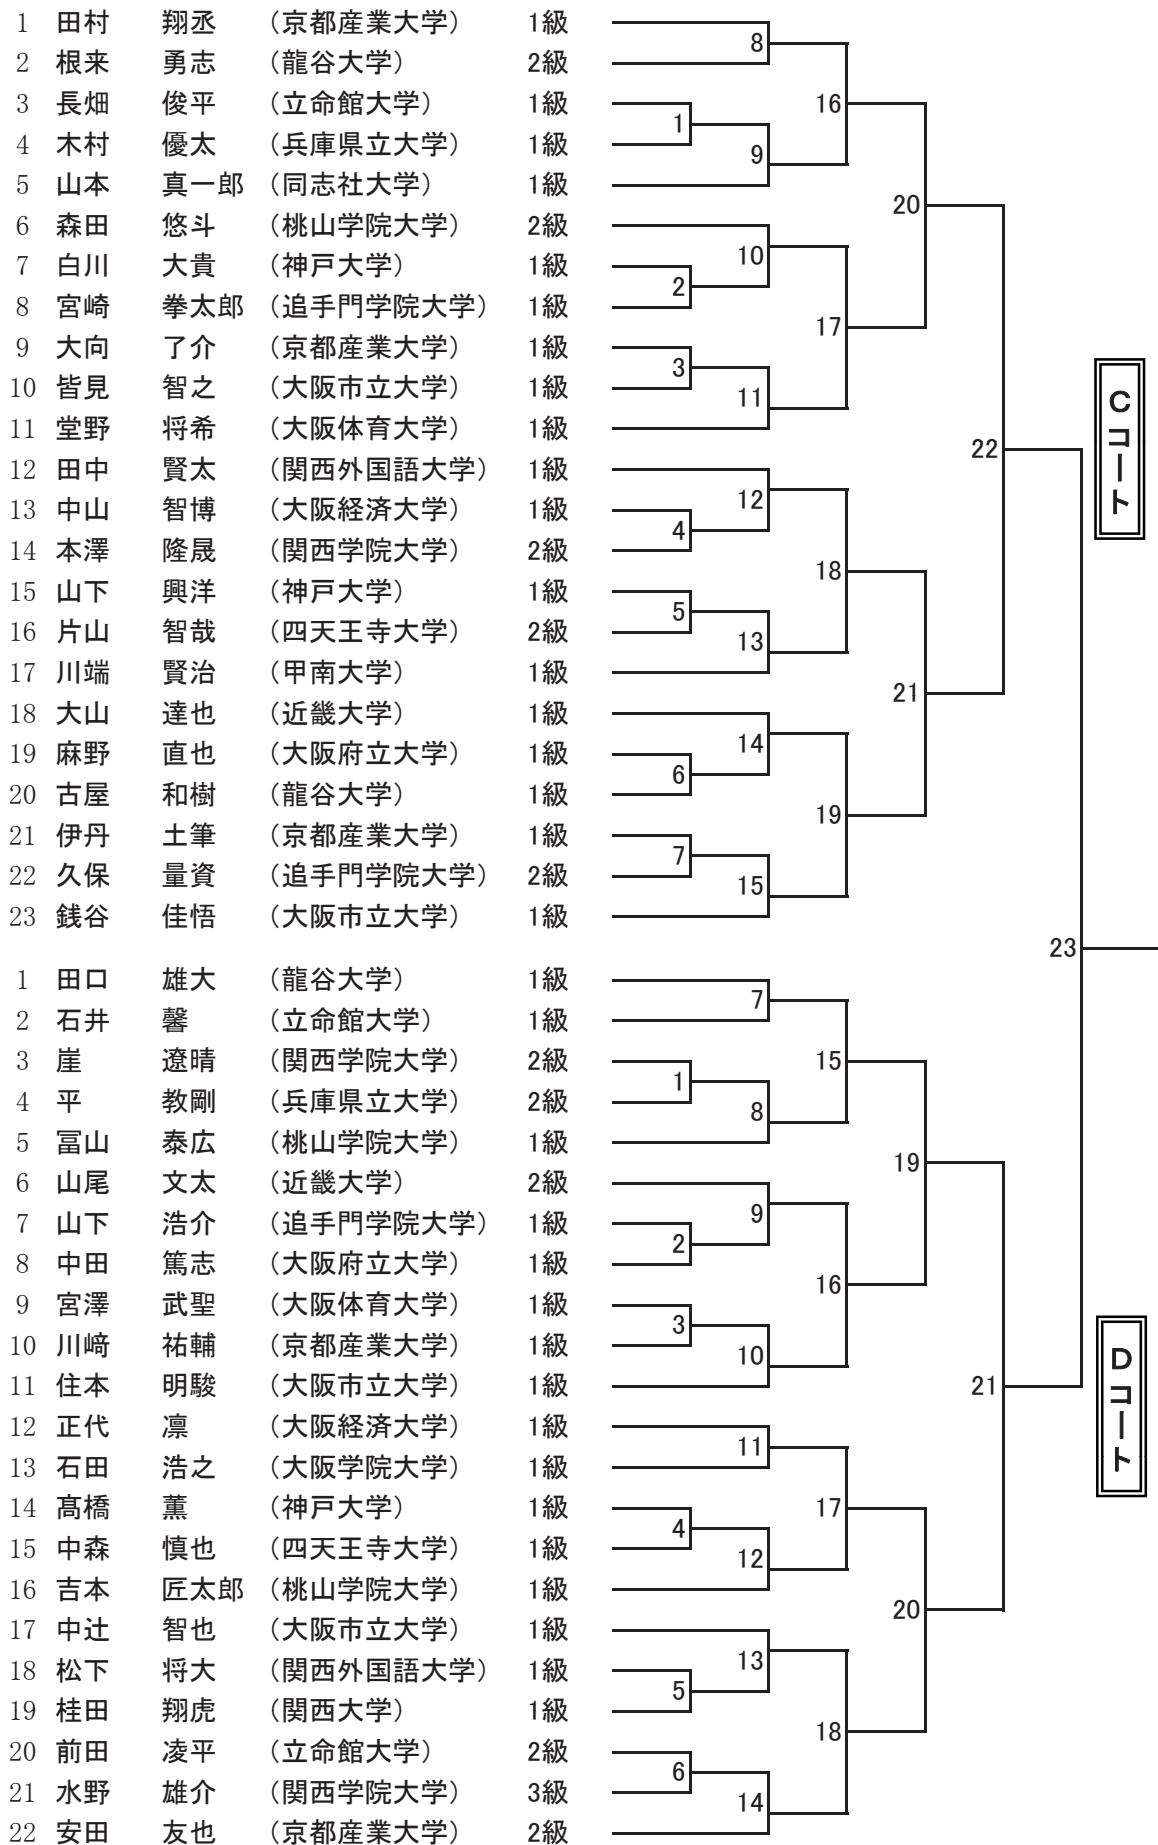 1 田村 翔丞 （京都産業大学） 1級
2 根来 勇志 （龍谷大学） 2級
3 長畑 俊平 （立命館大学） 1級
4 木村 優太 （兵庫県立大学） 1級
5 山本 真一郎 （同志社大学） 1級
6 森田 悠斗 （桃山学院大学） 2級
7 白川 大貴 （神戸大学） 1級
8 宮崎 拳太郎 （追手門学院大学） 1級
9 大向 了介 （京都産業大学） 1級
10 皆見 智之 （大阪市立大学） 1級
11 堂野 将希 （大阪体育大学） 1級
12 田中 賢太 （関西外国語大学） 1級
13 中山 智博 （大阪経済大学） 1級
14 本澤 隆晟 （関西学院大学） 2級
15 山下 興洋 （神戸大学） 1級
16 片山 智哉 （四天王寺大学） 2級
17 川端 賢治 （甲南大学） 1級
18 大山 達也 （近畿大学） 1級
19 麻野 直也 （大阪府立大学） 1級
20 古屋 和樹 （龍谷大学） 1級
21 伊丹 土筆 （京都産業大学） 1級
22 久保 量資 （追手門学院大学） 2級
23 銭谷 佳悟 （大阪市立大学） 1級
8
1
9
16
10
2
3
11
17
20
12
4
5
13
18
14
6
7
15
19
21
22
Cコート
23
1 田口 雄大 （龍谷大学） 1級
2 石井 馨 （立命館大学） 1級
3 崖 遼晴 （関西学院大学） 2級
4 平 教剛 （兵庫県立大学） 2級
5 冨山 泰広 （桃山学院大学） 1級
6 山尾 文太 （近畿大学） 2級
7 山下 浩介 （追手門学院大学） 1級
8 中田 篤志 （大阪府立大学） 1級
9 宮澤 武聖 （大阪体育大学） 1級
10 川﨑 祐輔 （京都産業大学） 1級
11 住本 明駿 （大阪市立大学） 1級
12 正代 凛 （大阪経済大学） 1級
13 石田 浩之 （大阪学院大学） 1級
14 髙橋 薫 （神戸大学） 1級
15 中森 慎也 （四天王寺大学） 1級
16 吉本 匠太郎 （桃山学院大学） 1級
17 中辻 智也 （大阪市立大学） 1級
18 松下 将大 （関西外国語大学） 1級
19 桂田 翔虎 （関西大学） 1級
20 前田 凌平 （立命館大学） 2級
21 水野 雄介 （関西学院大学） 3級
22 安田 友也 （京都産業大学） 2級
7
1
8
15
9
2
3
10
16
19
11
4
12
17
13
5
6
14
18
20
21
Dコート